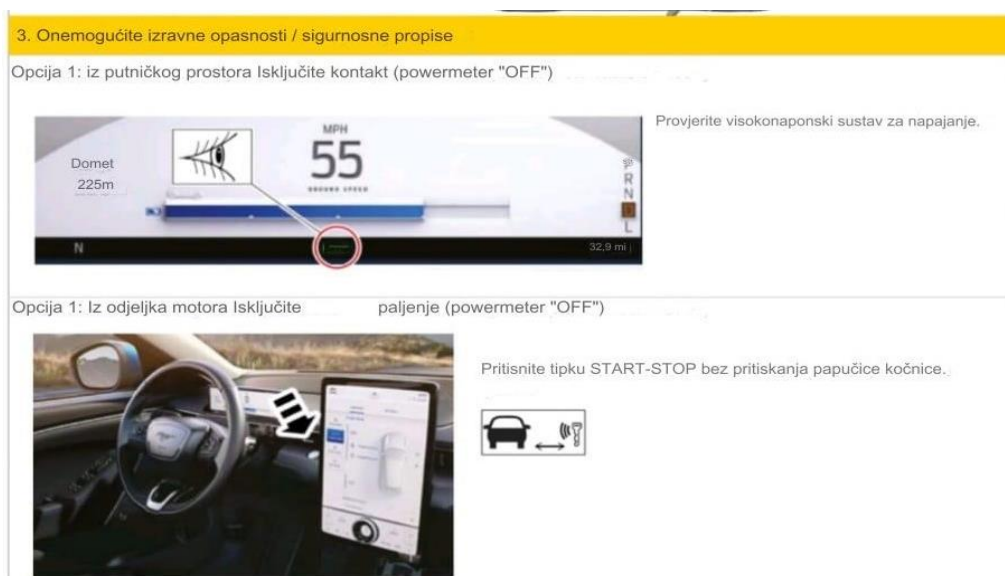 3. Onemogućite izravne opasnosti / sigurnosne propise
Opcija 1: iz putničkog prostora Isključite kontakt (powermeter "OFF")
Provjerite visokonaponski sustav za napajanje.
MPH
55
GROUND SPEED
Domet
225m
P
R
N
D
L
N
32,9 mi
Opcija 1: Iz odjeljka motora Isključite paljenje (powermeter "OFF")
Pritisnite tipku START-STOP bez pritiskanja papučice kočnice.